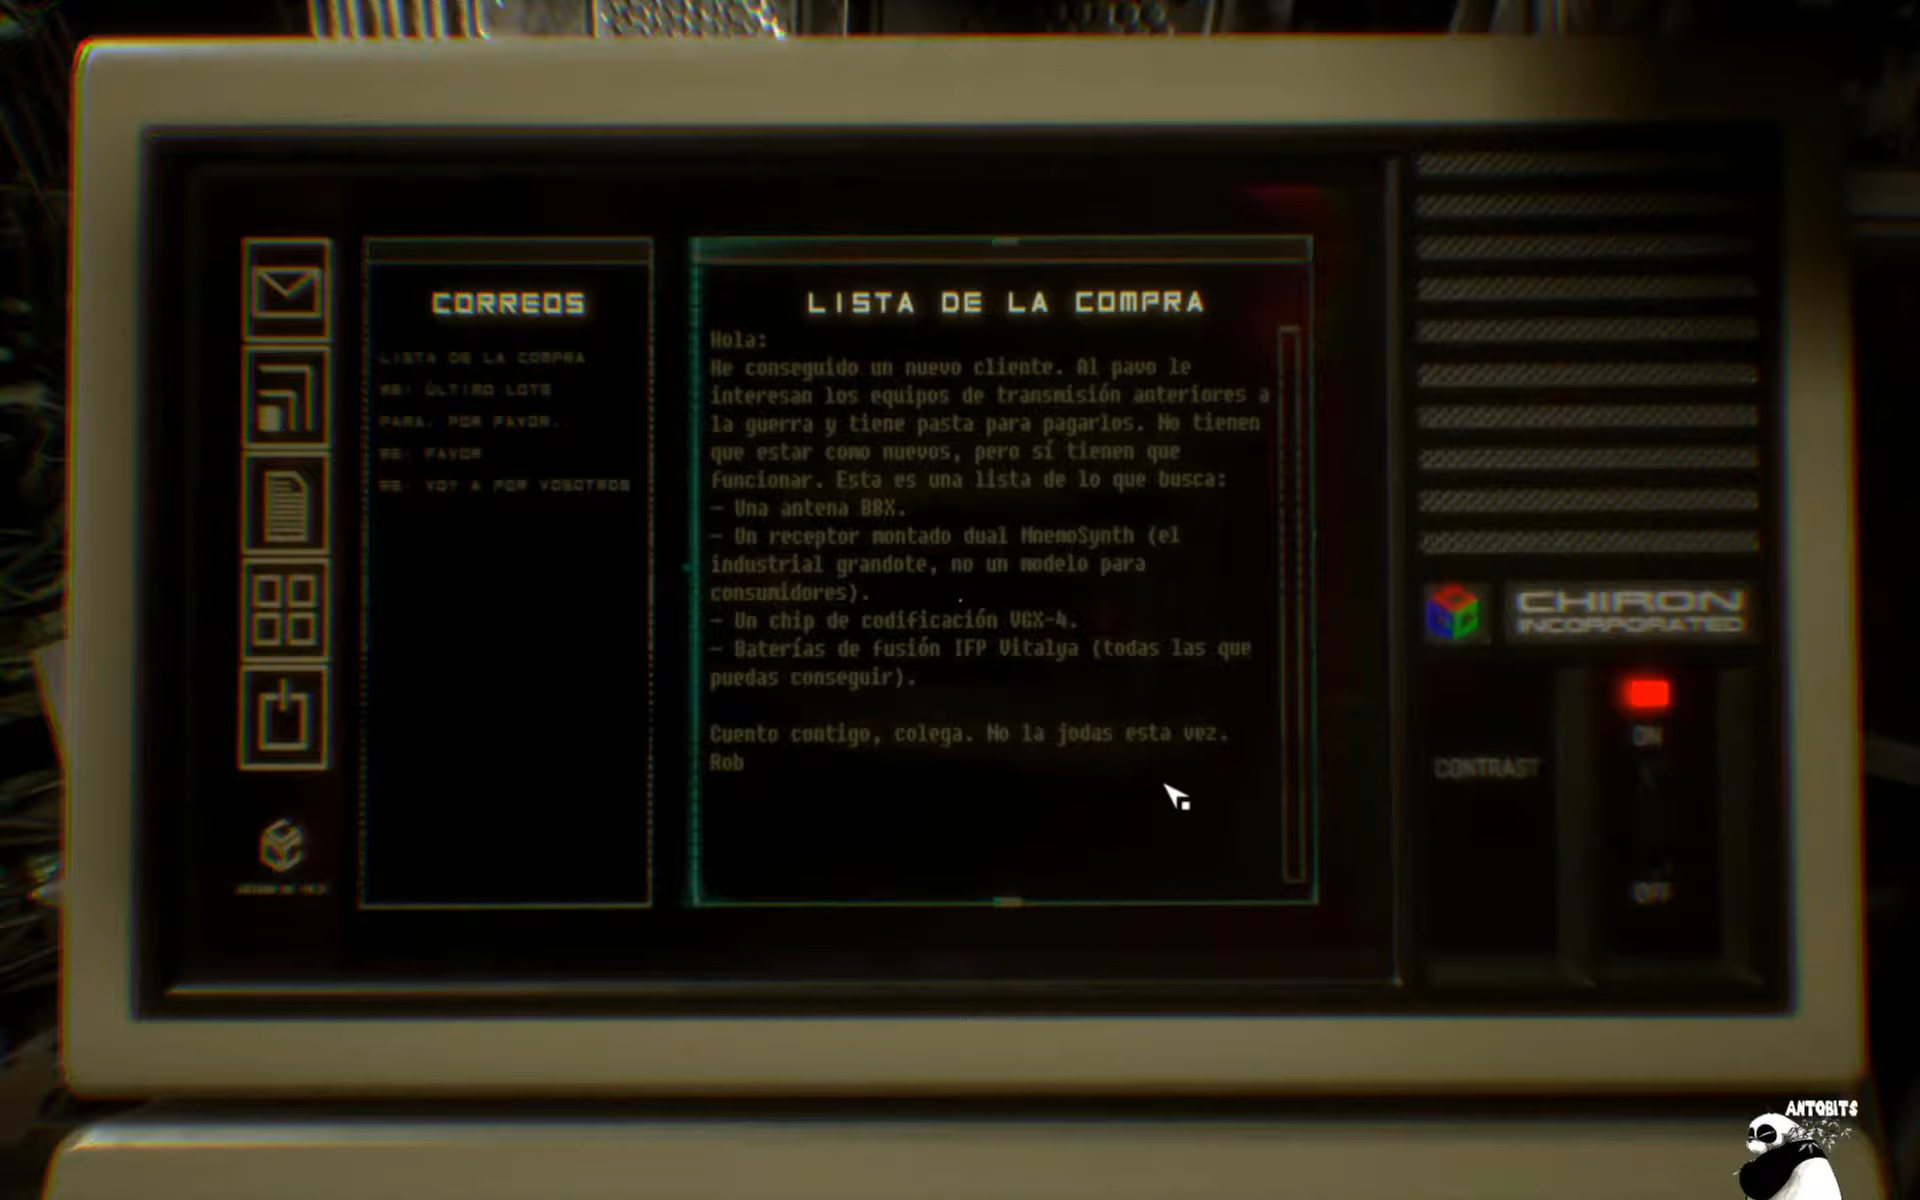 CORREOS
LISTA DE LA COMPRA
RE: ÚLTIMO LOTE
PARA, POR FAVOR..
RE: FAVOR
RE: VOY A POR VOSOTROS
LISTA DE LA COMPRA
Hola:
He conseguido un nuevo cliente. Al pavo le
interesan los equipos de transmisión anteriores a
la guerra y tiene pasta para pagarlos. No tienen
que estar como nuevos, pero sí tienen que
funcionar. Esta es una lista de lo que busca:
– Una antena BBX.
– Un receptor montado dual MnemoSynth (el
industrial grandote, no un modelo para
consumidores).
– Un chip de codificación VGX-4.
– Baterías de fusión IFP Vitalya (todas las que
puedas conseguir).
Cuento contigo, colega. No la jodas esta vez.
Rob
CHIRON
INCORPORATED
ON
CONTRAST
OFF
ANTOBITS